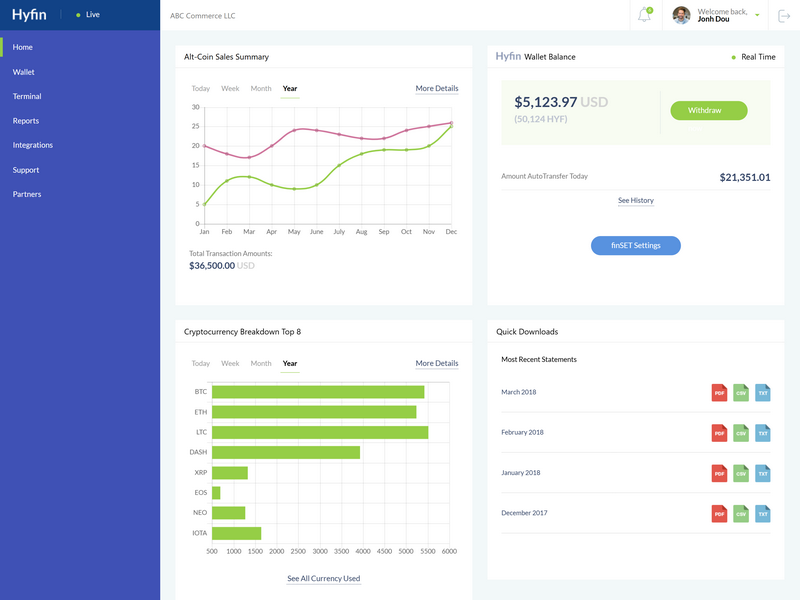 Hyfin
Live
ABC Commerce LLC
4
Welcome back,
Jonh Dou
Home
Wallet
Terminal
Reports
Integrations
Support
Partners
Alt-Coin Sales Summary
Today Week Month Year
More Details
30
25
20
15
10
5
0
Jan Feb Mar Apr May June July Aug Sep Oct Nov Dec
Total Transaction Amounts:
$36,500.00 USD
Hyfin Wallet Balance
Real Time
$5,123.97 USD
(50,124 HYF)
Withdraw
Amount AutoTransfer Today
$21,351.01
See History
finSET Settings
Cryptocurrency Breakdown Top 8
Today Week Month Year
More Details
BTC
ETH
LTC
DASH
XRP
EOS
NEO
IOTA
500 1000 1500 2000 2500 3000 3500 4000 4500 5000 5500 6000
See All Currency Used
Quick Downloads
Most Recent Statements
March 2018 PDF CSV TXT
February 2018 PDF CSV TXT
January 2018 PDF CSV TXT
December 2017 PDF CSV TXT